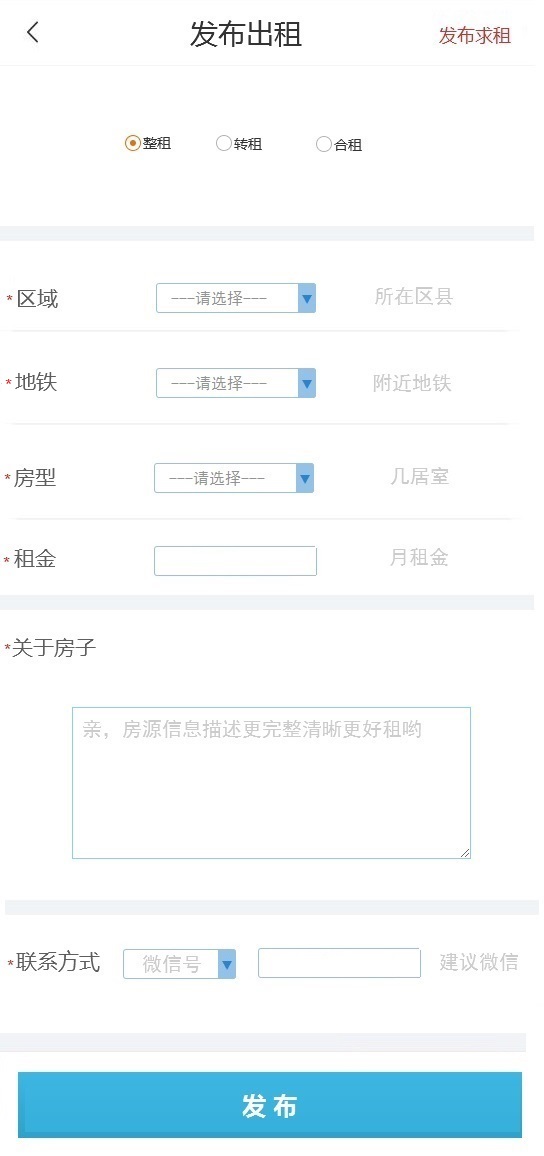 发布出租 发布求租
整租 转租 合租
*区域 ---请选择--- 所在区县
*地铁 ---请选择--- 附近地铁
*房型 ---请选择--- 几居室
*租金 月租金
*关于房子
亲，房源信息描述更完整清晰更好租哟
*联系方式 微信号 建议微信
发布